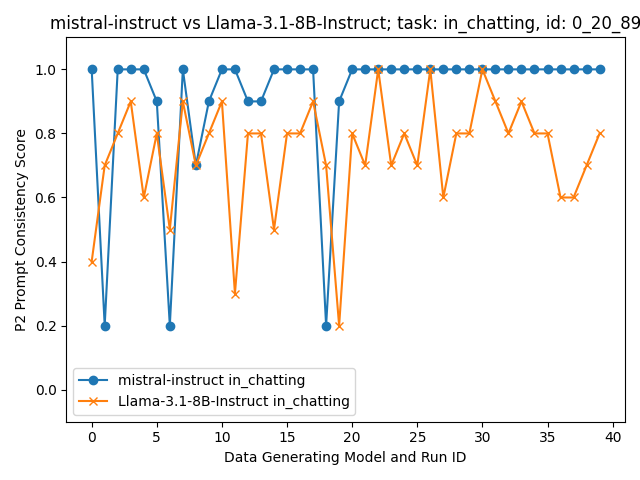 mistral-instruct vs Llama-3.1-8B-Instruct; task: in_chatting, id: 0_20_89
P2 Prompt Consistency Score
1.0
0.8
0.6
0.4
0.2
0.0
mistral-instruct in_chatting
Llama-3.1-8B-Instruct in_chatting
0 5 10 15 20 25 30 35 40
Data Generating Model and Run ID